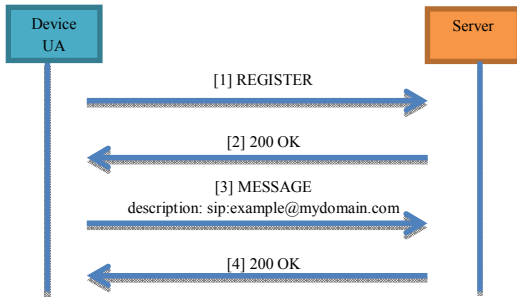 Device
UA
Server
[1] REGISTER
[2] 200 OK
[3] MESSAGE
description: sip:example@mydomain.com
[4] 200 OK